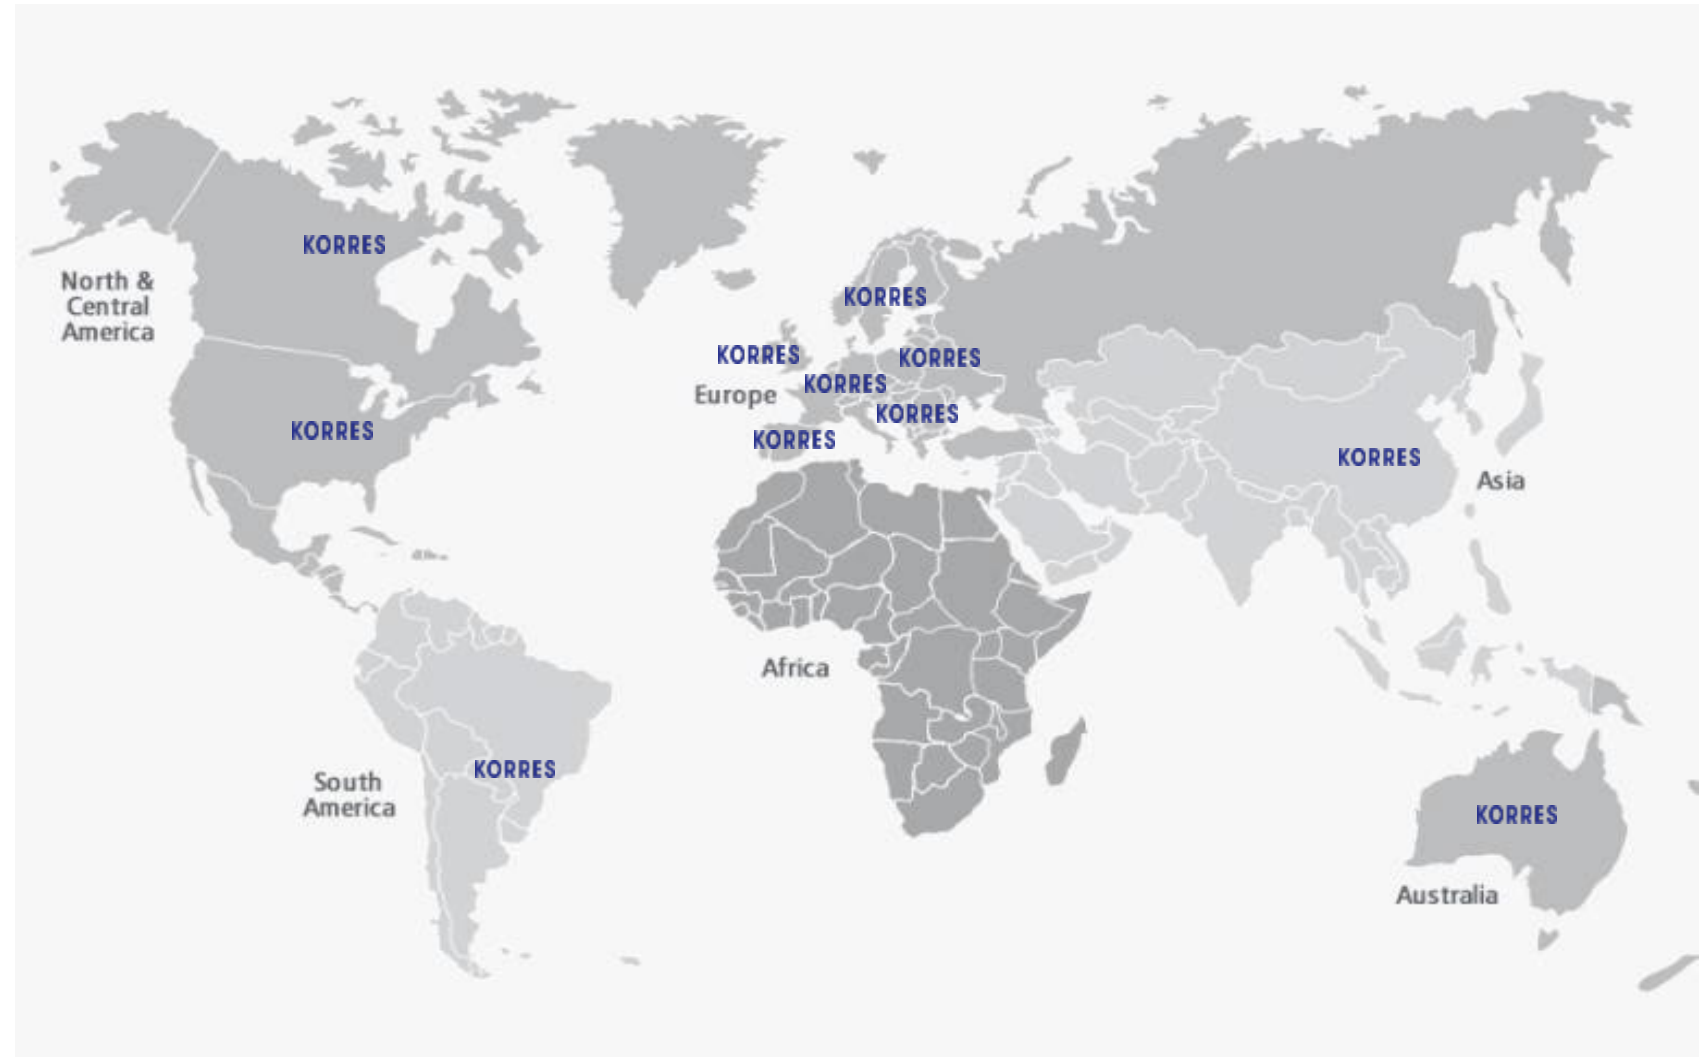 KORRES
North &
Central
America
KORRES
KORRES
KORRES
KORRES
KORRES
Europe
KORRES
KORRES
KORRES
KORRES
Asia
Africa
South
America
KORRES
KORRES
Australia